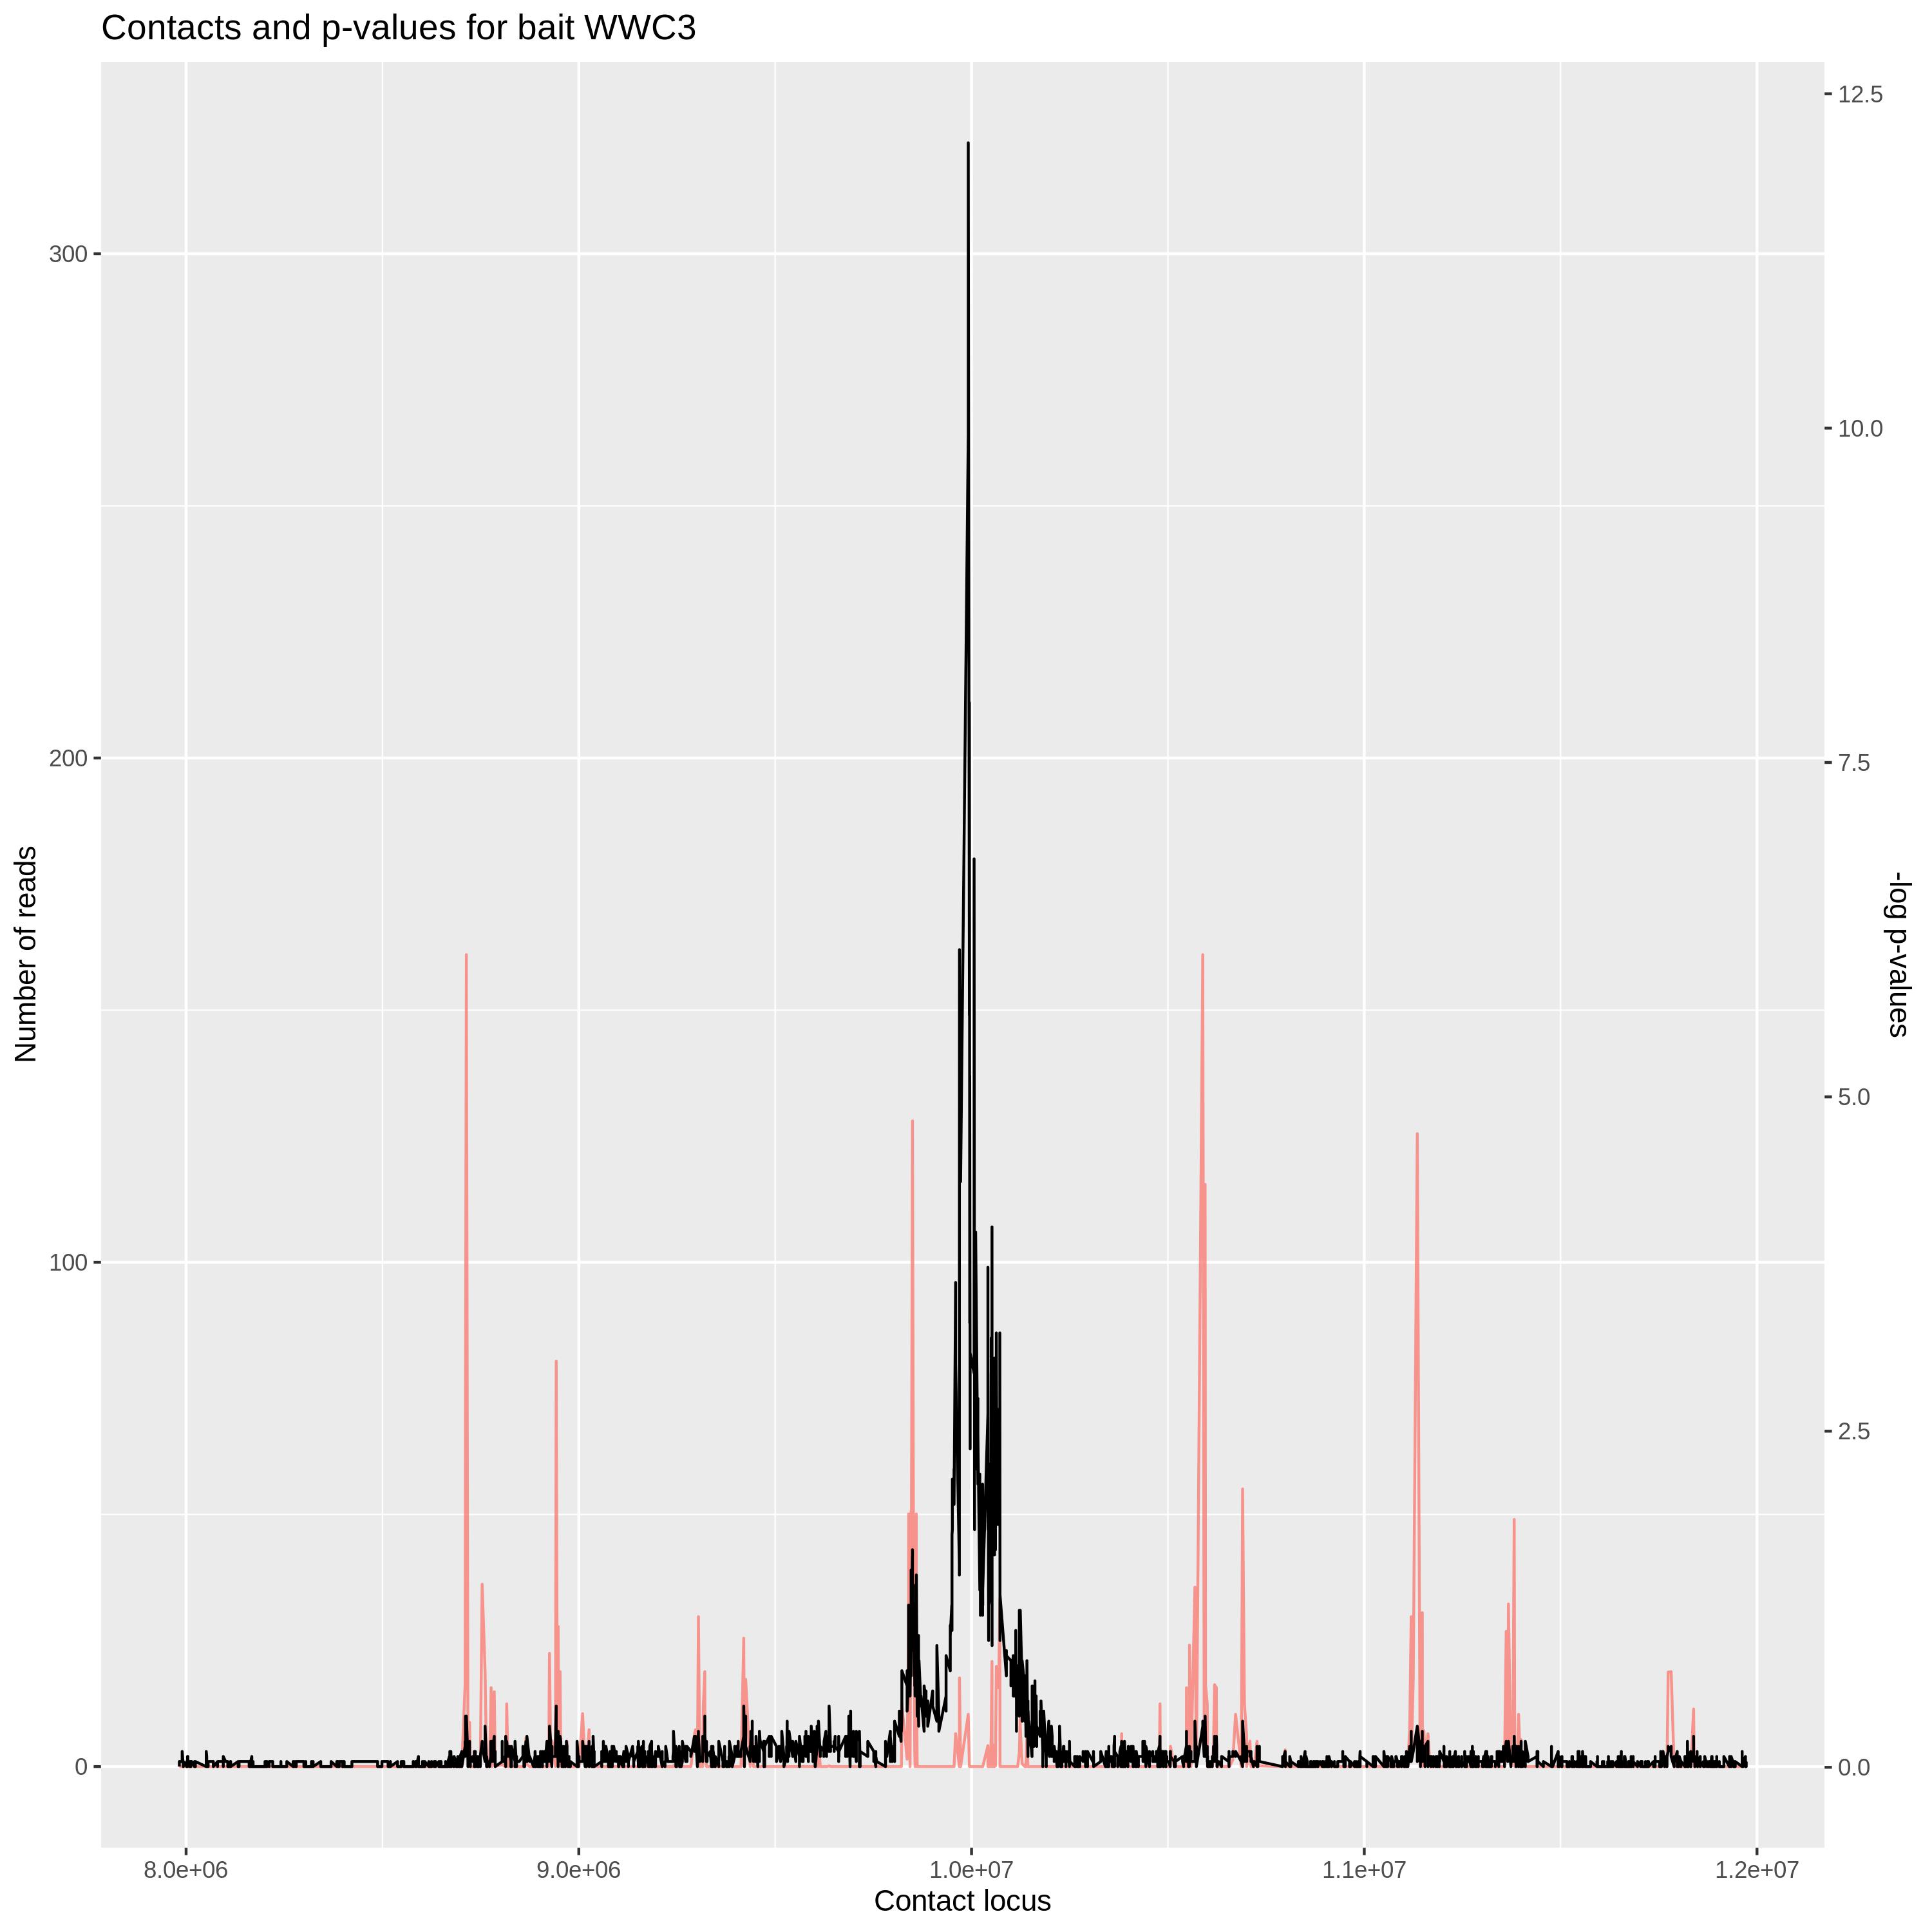 Contacts and p-values for bait WWC3
300
200
100
0
Number of reads
12.5
10.0
7.5
5.0
2.5
0.0
-log p-values
8.0e+06
9.0e+06
1.0e+07
1.1e+07
1.2e+07
Contact locus